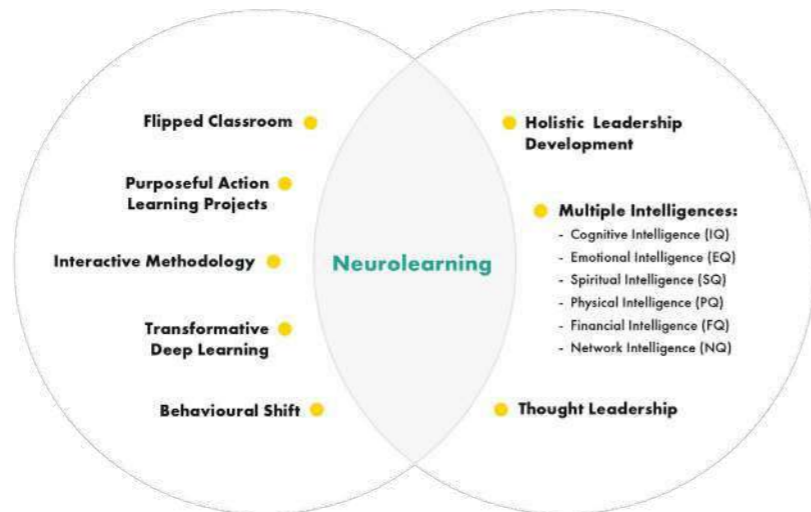 Flipped Classroom
Purposeful Action
Learning Projects
Interactive Methodology
Transformative
Deep Learning
Behavioural Shift
Neurolearning
Holistic Leadership
Development
Multiple Intelligences:
- Cognitive Intelligence (IQ)
- Emotional Intelligence (EQ)
- Spiritual Intelligence (SQ)
- Physical Intelligence (PQ)
- Financial Intelligence (FQ)
- Network Intelligence (NQ)
Thought Leadership